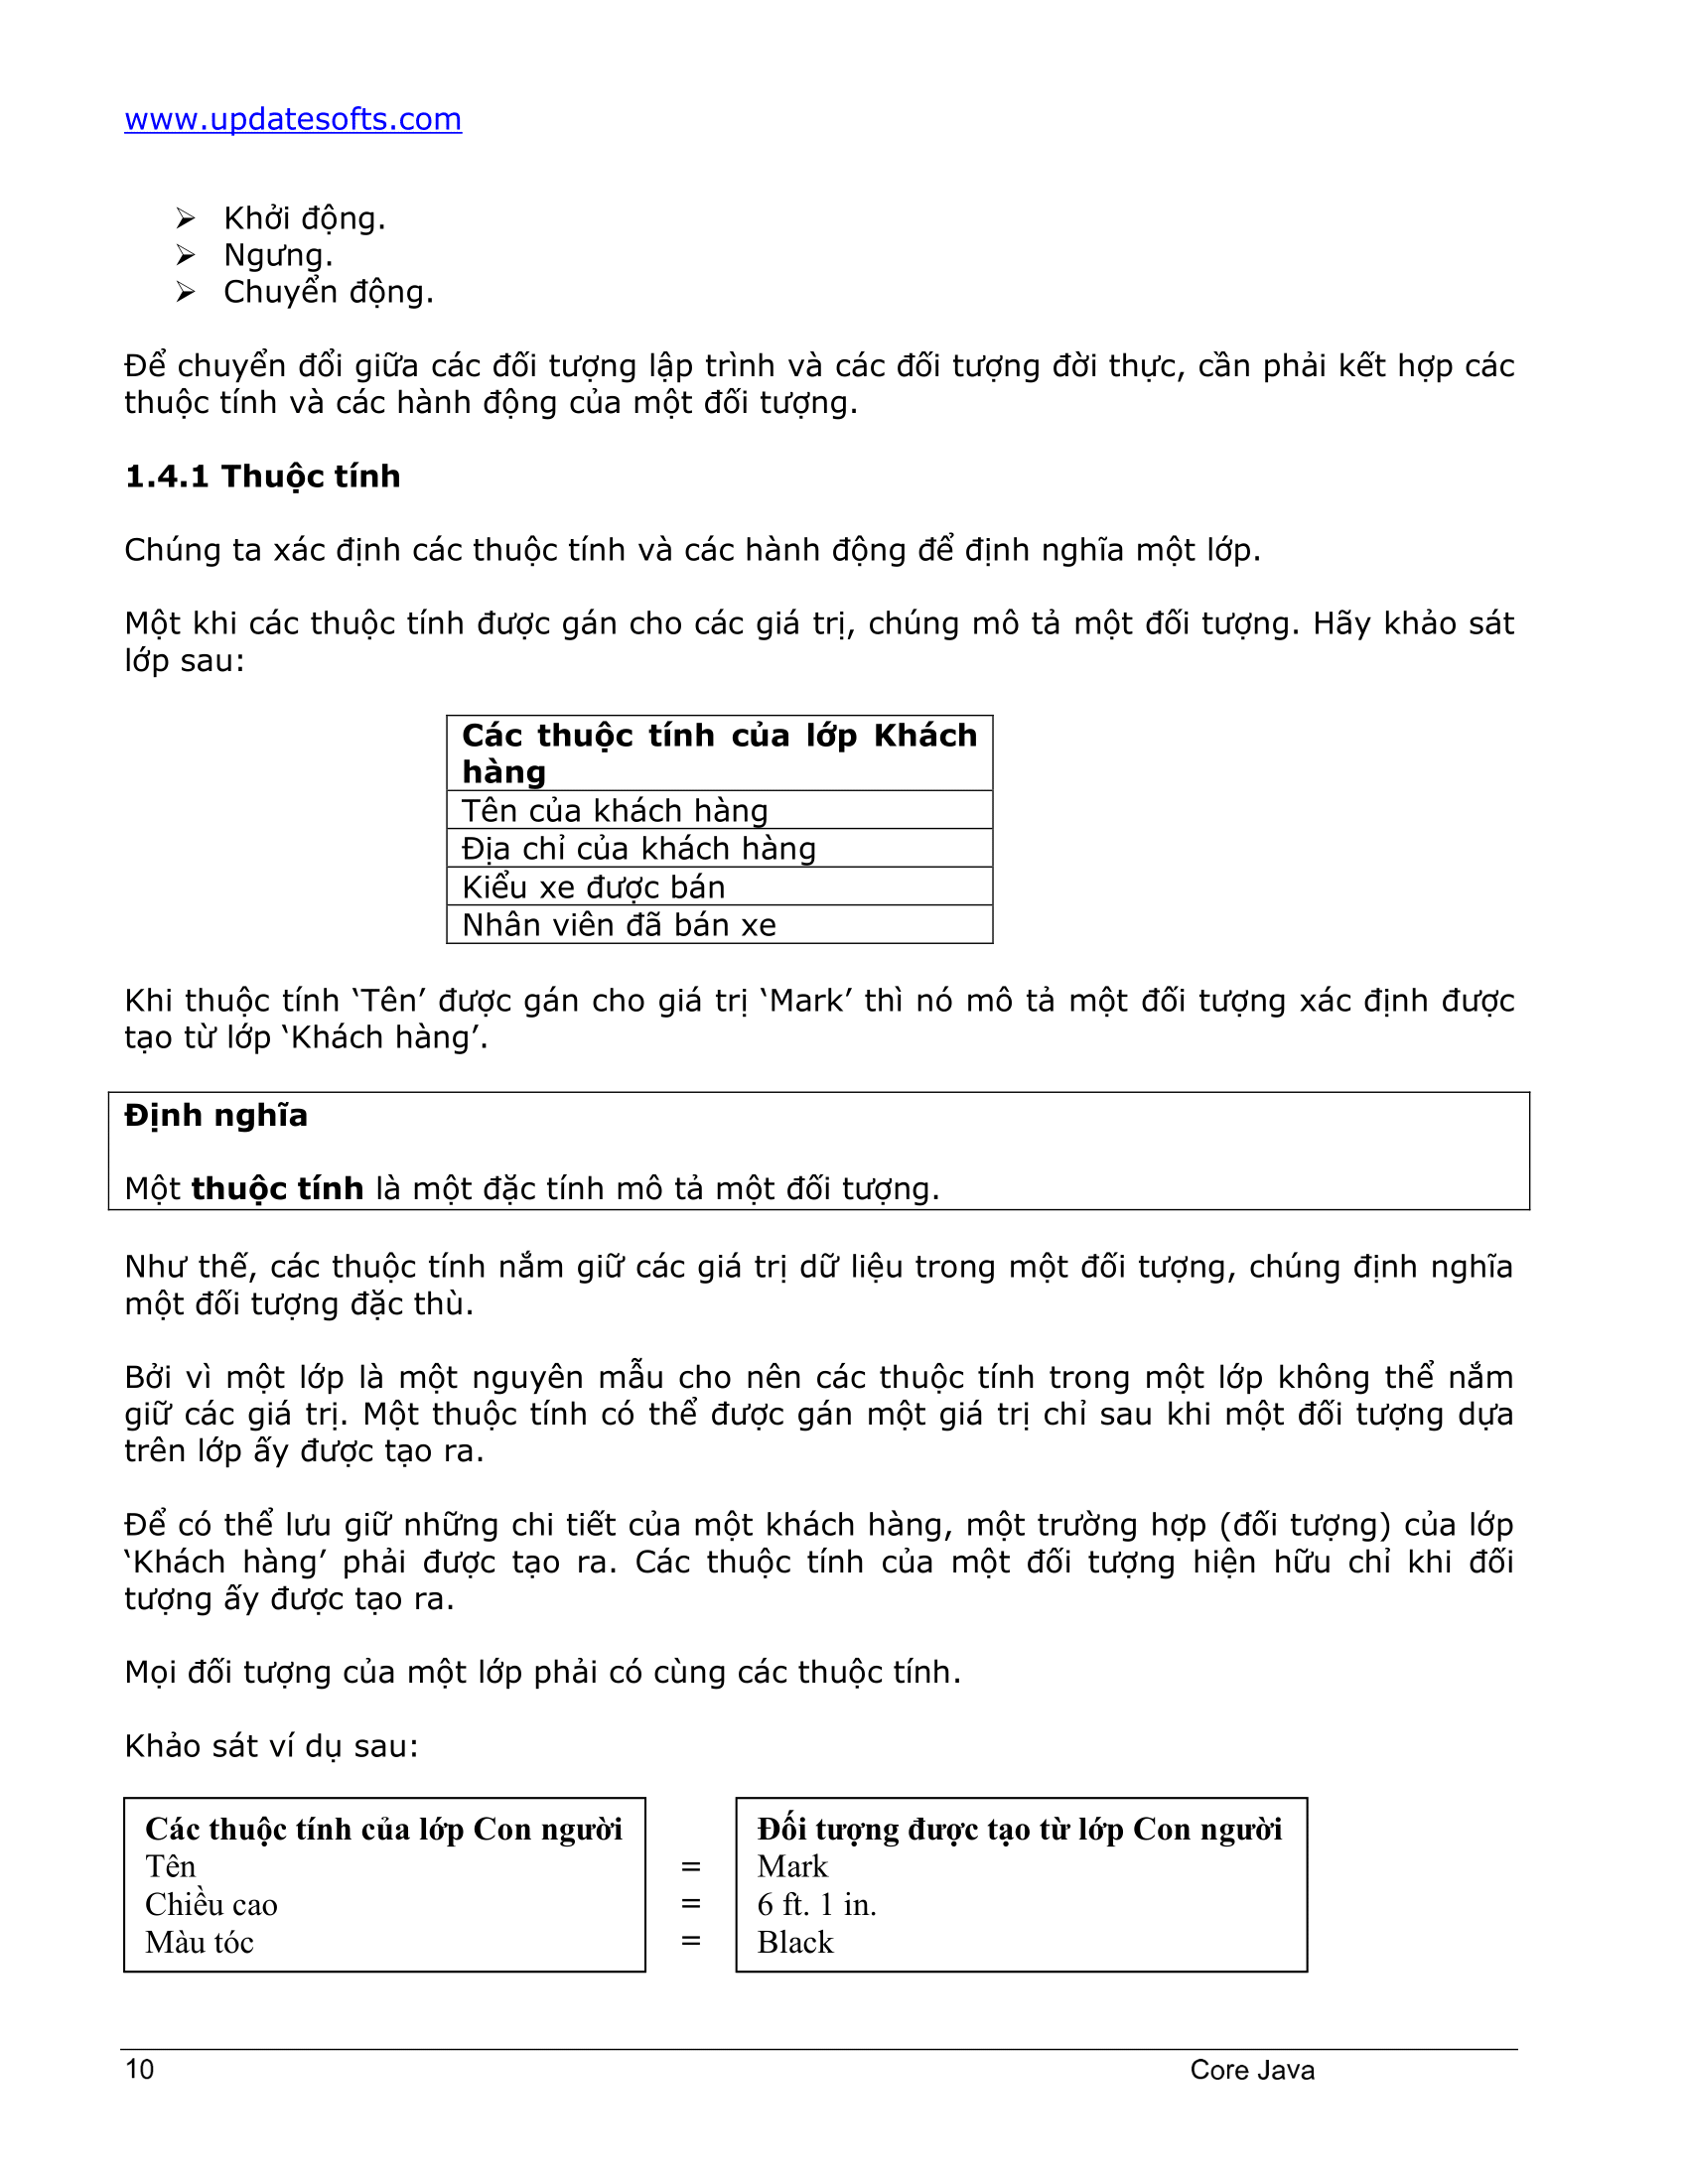 www.updatesofts.com
➢ Khởi động.
➢ Ngưng.
➢ Chuyển động.
Để chuyển đổi giữa các đối tượng lập trình và các đối tượng đời thực, cần phải kết hợp các
thuộc tính và các hành động của một đối tượng.
1.4.1 Thuộc tính
Chúng ta xác định các thuộc tính và các hành động để định nghĩa một lớp.
Một khi các thuộc tính được gán cho các giá trị, chúng mô tả một đối tượng. Hãy khảo sát
lớp sau:
Các thuộc tính của lớp Khách
hàng
Tên của khách hàng
Địa chỉ của khách hàng
Kiểu xe được bán
Nhân viên đã bán xe
Khi thuộc tính ‘Tên’ được gán cho giá trị ‘Mark’ thì nó mô tả một đối tượng xác định được
tạo từ lớp ‘Khách hàng’.
Định nghĩa
Một thuộc tính là một đặc tính mô tả một đối tượng.
Như thế, các thuộc tính nắm giữ các giá trị dữ liệu trong một đối tượng, chúng định nghĩa
một đối tượng đặc thù.
Bởi vì một lớp là một nguyên mẫu cho nên các thuộc tính trong một lớp không thể nắm
giữ các giá trị. Một thuộc tính có thể được gán một giá trị chỉ sau khi một đối tượng dựa
trên lớp ấy được tạo ra.
Để có thể lưu giữ những chi tiết của một khách hàng, một trường hợp (đối tượng) của lớp
‘Khách hàng’ phải được tạo ra. Các thuộc tính của một đối tượng hiện hữu chỉ khi đối
tượng ấy được tạo ra.
Mọi đối tượng của một lớp phải có cùng các thuộc tính.
Khảo sát ví dụ sau:
Các thuộc tính của lớp Con người Đối tượng được tạo từ lớp Con người
Tên = Mark
Chiều cao = 6 ft. 1 in.
Màu tóc = Black
10 Core Java